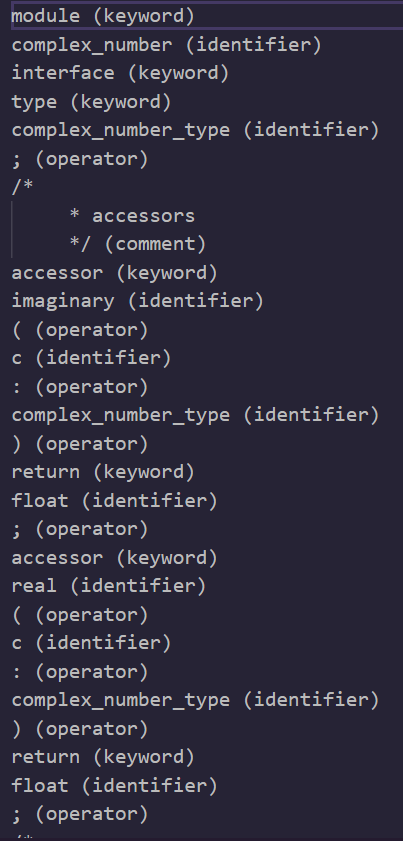 module (keyword)
complex_number (identifier)
interface (keyword)
type (keyword)
complex_number_type (identifier)
; (operator)
/*
* accessors
*/ (comment)
accessor (keyword)
imaginary (identifier)
( (operator)
c (identifier)
: (operator)
complex_number_type (identifier)
) (operator)
return (keyword)
float (identifier)
; (operator)
accessor (keyword)
real (identifier)
( (operator)
c (identifier)
: (operator)
complex_number_type (identifier)
) (operator)
return (keyword)
float (identifier)
; (operator)